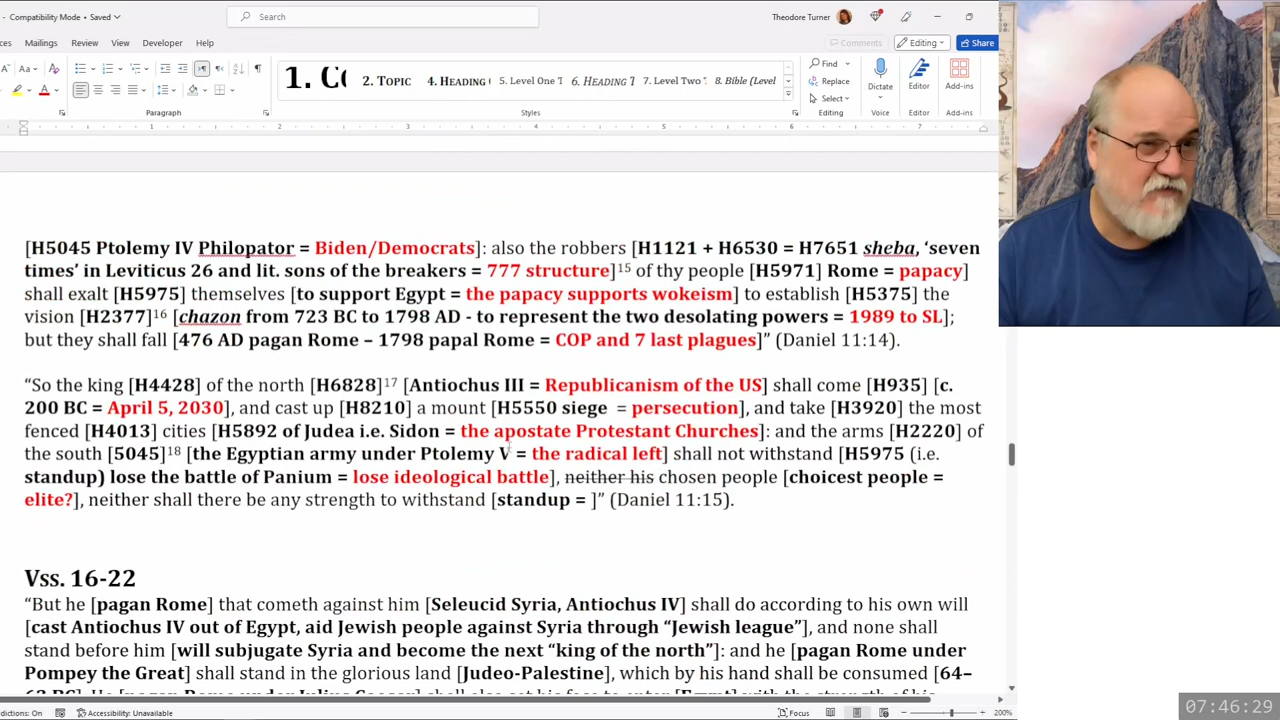 - Compatibility Mode • Saved
Search
Theodore Turner
ces Mailings Review View Developer Help
Comments Editing Share
Aa
1. Co 2. TOPIC 4. HEADING 5. Level One T 6. HEADING T 7. Level Two 8. Bible (Level
Find
Replace
Select
Dictate
Editor
Add-ins
Paragraph
Styles
Editing
Voice
Editor
Add-ins
1 2 3 4 5 6 7
[H5045 Ptolemy IV Philopator = Biden/Democrats]: also the robbers [H1121 + H6530 = H7651 sheba, ‘seven
times’ in Leviticus 26 and lit. sons of the breakers = 777 structure]15 of thy people [H5971] Rome = papacy]
shall exalt [H5975] themselves [to support Egypt = the papacy supports wokeism] to establish [H5375] the
vision [H2377]16 [chazon from 723 BC to 1798 AD - to represent the two desolating powers = 1989 to SL];
but they shall fall [476 AD pagan Rome – 1798 papal Rome = COP and 7 last plagues]” (Daniel 11:14).
“So the king [H4428] of the north [H6828]17 [Antiochus III = Republicanism of the US] shall come [H935] [c.
200 BC = April 5, 2030], and cast up [H8210] a mount [H5550 siege = persecution], and take [H3920] the most
fenced [H4013] cities [H5892 of Judea i.e. Sidon = the apostate Protestant Churches]: and the arms [H2220] of
the south [5045]18 [the Egyptian army under Ptolemy V = the radical left] shall not withstand [H5975 (i.e.
standup) lose the battle of Panium = lose ideological battle], neither his chosen people [choicest people =
elite?], neither shall there be any strength to withstand [standup = ]” (Daniel 11:15).
Vss. 16-22
“But he [pagan Rome] that cometh against him [Seleucid Syria, Antiochus IV] shall do according to his own will
[cast Antiochus IV out of Egypt, aid Jewish people against Syria through “Jewish league”], and none shall
stand before him [will subjugate Syria and become the next “king of the north”]: and he [pagan Rome under
Pompey the Great] shall stand in the glorious land [Judeo-Palestine], which by his hand shall be consumed [64–
ditions: On Accessibility: Unavailable Focus 200%
07:46:29